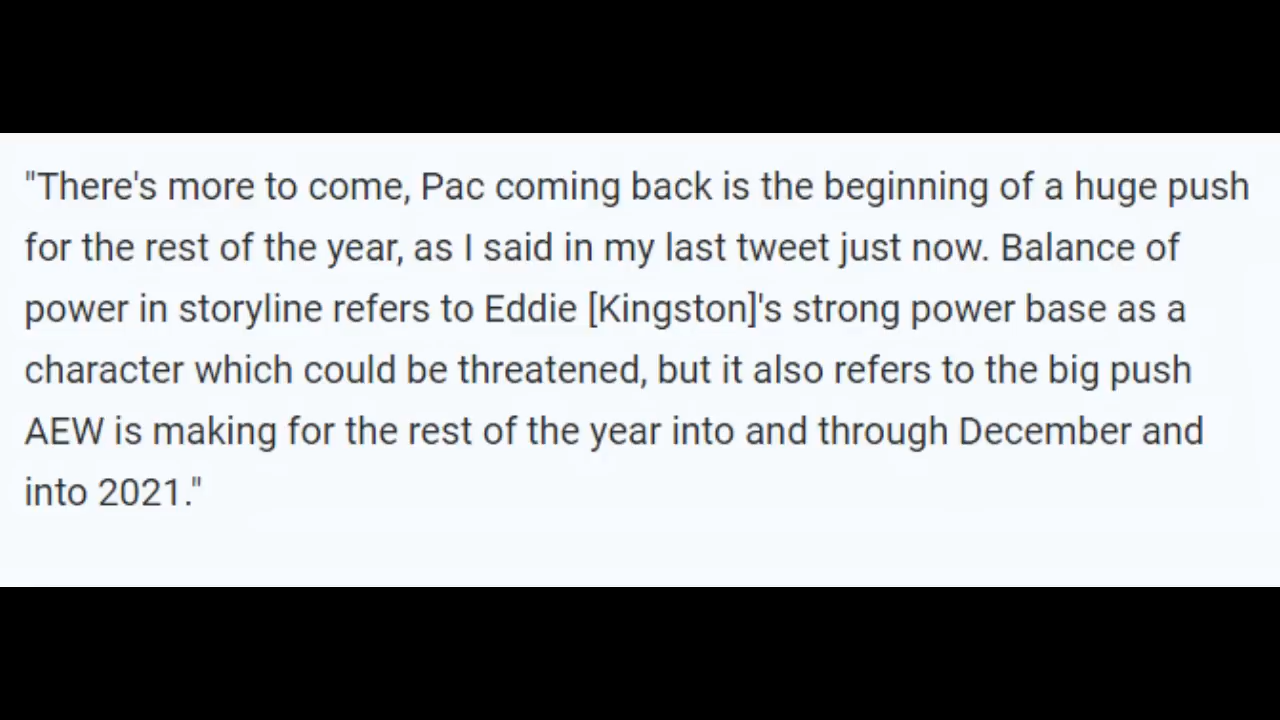 "There's more to come, Pac coming back is the beginning of a huge push
for the rest of the year, as I said in my last tweet just now. Balance of
power in storyline refers to Eddie [Kingston]'s strong power base as a
character which could be threatened, but it also refers to the big push
AEW is making for the rest of the year into and through December and
into 2021."